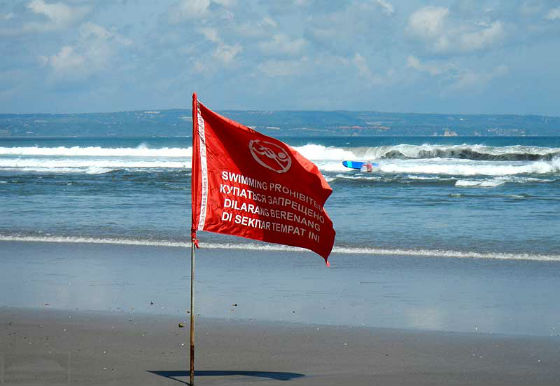 SWIMMING PROHIBITED
КУПАТЬСЯ ЗАПРЕЩЕНО
DILARANG BERENANG
DI SEKITAR TEMPAT INI